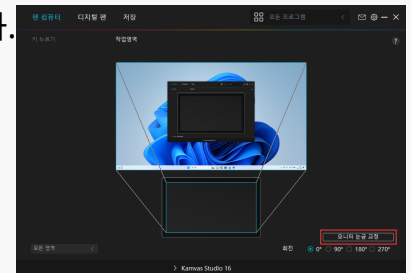 다.
펜 컴퓨터 디지털 펜 저장 모든 프로그램
키 누르기 작업영역
모니터 눈금 교정
모든 영역 회전 0° 90° 180° 270°
Kamvas Studio 16